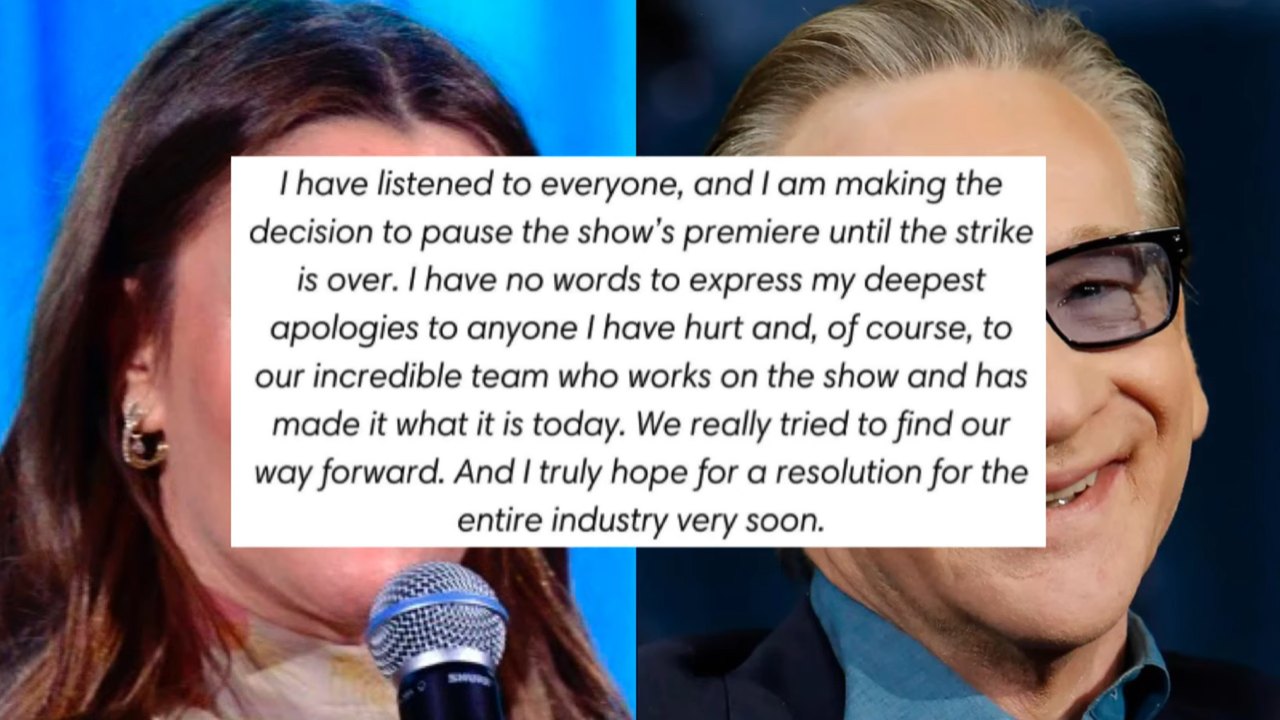 I have listened to everyone, and I am making the
decision to pause the show’s premiere until the strike
is over. I have no words to express my deepest
apologies to anyone I have hurt and, of course, to
our incredible team who works on the show and has
made it what it is today. We really tried to find our
way forward. And I truly hope for a resolution for the
entire industry very soon.
SHURE